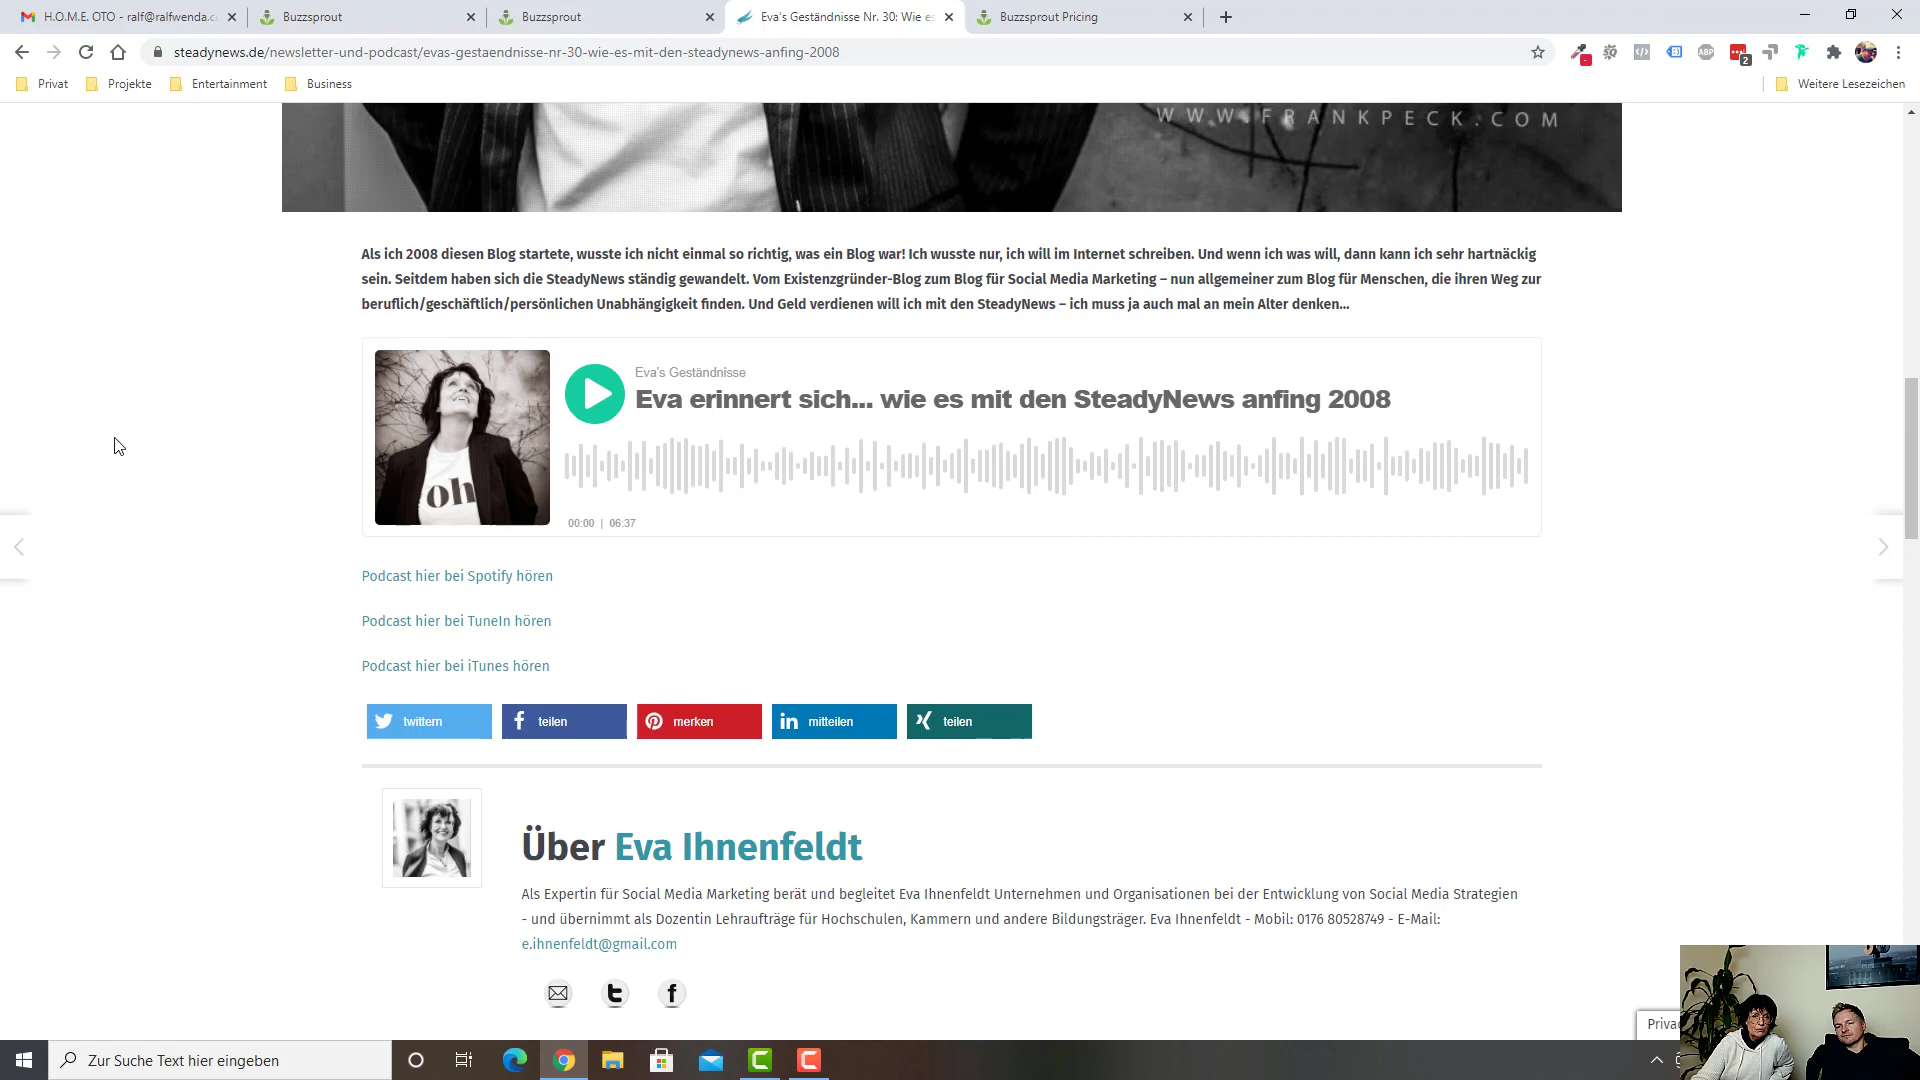 H.O.M.E. OTO - ralf@ralfwenda.c
Buzzsprout
Buzzsprout
Eva's Geständnisse Nr. 30: Wie es
Buzzsprout Pricing
steadynews.de/newsletter-und-podcast/evas-gestaendnisse-nr-30-wie-es-mit-den-steadynews-anfing-2008
ABP
2
Privat
Projekte
Entertainment
Business
Weitere Lesezeichen
WWW.FRANKPECK.COM
Als ich 2008 diesen Blog startete, wusste ich nicht einmal so richtig, was ein Blog war! Ich wusste nur, ich will im Internet schreiben. Und wenn ich was will, dann kann ich sehr hartnäckig
sein. Seitdem haben sich die SteadyNews ständig gewandelt. Vom Existenzgründer-Blog zum Blog für Social Media Marketing – nun allgemeiner zum Blog für Menschen, die ihren Weg zur
beruflich/geschäftlich/persönlichen Unabhängigkeit finden. Und Geld verdienen will ich mit den SteadyNews – ich muss ja auch mal an mein Alter denken…
oh
Eva's Geständnisse
Eva erinnert sich... wie es mit den SteadyNews anfing 2008
00:00 | 06:37
Podcast hier bei Spotify hören
Podcast hier bei TuneIn hören
Podcast hier bei iTunes hören
twittern
teilen
merken
mitteilen
teilen
Über Eva Ihnenfeldt
Als Expertin für Social Media Marketing berät und begleitet Eva Ihnenfeldt Unternehmen und Organisationen bei der Entwicklung von Social Media Strategien
- und übernimmt als Dozentin Lehraufträge für Hochschulen, Kammern und andere Bildungsträger. Eva Ihnenfeldt - Mobil: 0176 80528749 - E-Mail:
e.ihnenfeldt@gmail.com
Priva
Zur Suche Text hier eingeben